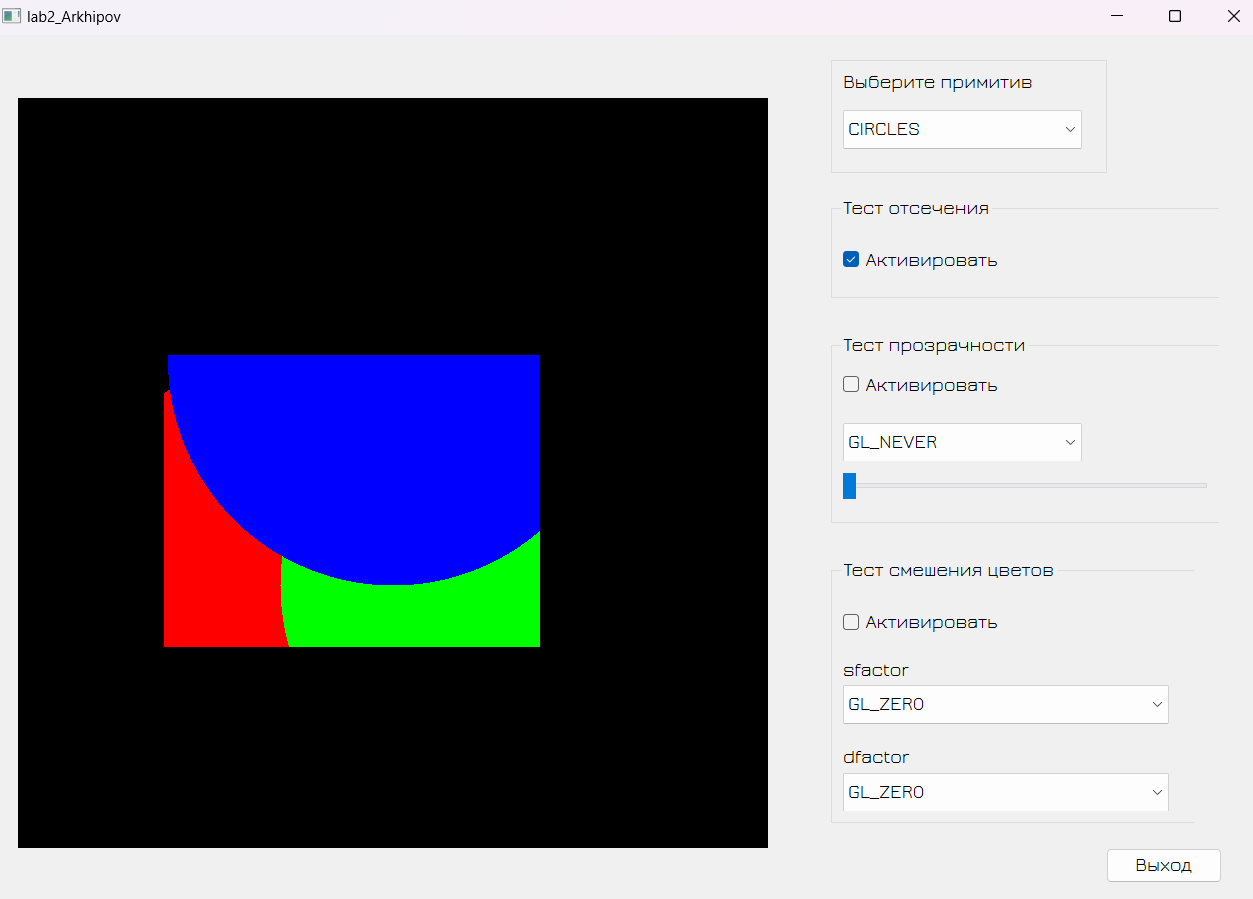 lab2_Arkhipov
Выберите примитив
CIRCLES
Тест отсечения
Активировать
Тест прозрачности
Активировать
GL_NEVER
Тест смешения цветов
Активировать
sfactor
GL_ZERO
dfactor
GL_ZERO
Выход